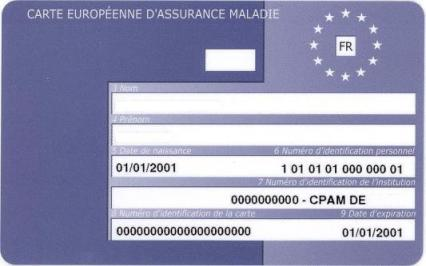 CARTE EUROPÉENNE D'ASSURANCE MALADIE
FR
3 Nom
4 Prénom
5 Date de naissance 6 Numéro d'identification personnel
01/01/2001 1 01 01 01 000 000 01
7 Numéro d'identification de l'institution
0000000000 - CPAM DE
8 Numéro d'identification de la carte 9 Date d'expiration
00000000000000000000 01/01/2001